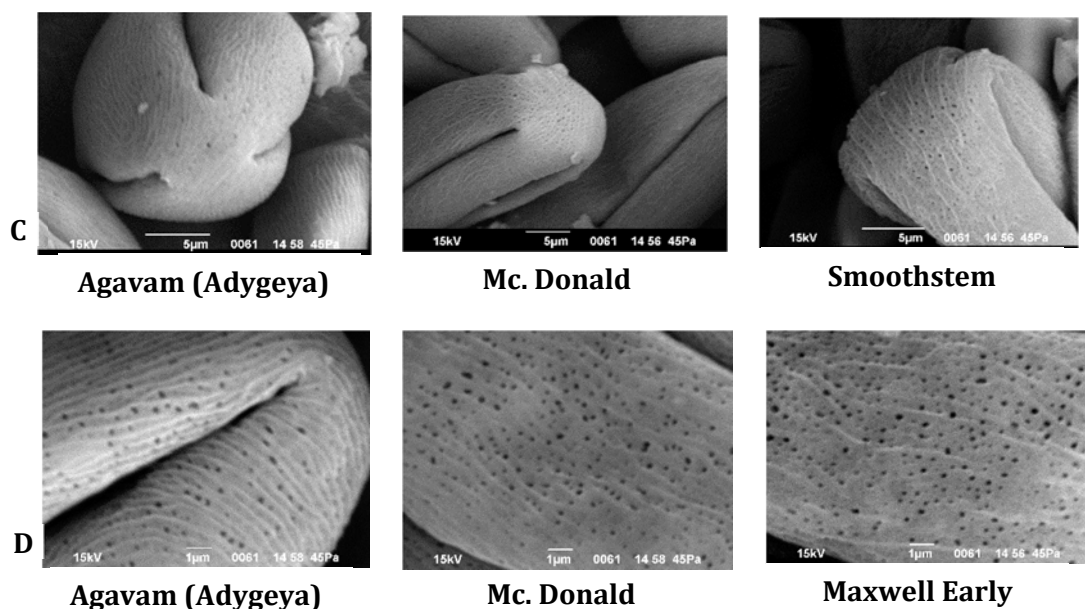 C
15kV 5µm 0061 14 58 45Pa
Agavam (Adygeya)
15kV 5µm 0061 14 56 45Pa
Mc. Donald
15kV 5µm 0061 14 56 45Pa
Smoothstem
D
15kV 1µm 0061 14 58 45Pa
Agavam (Adygeya)
15kV 1µm 0061 14 58 45Pa
Mc. Donald
15kV 1µm 0061 14 56 45Pa
Maxwell Early